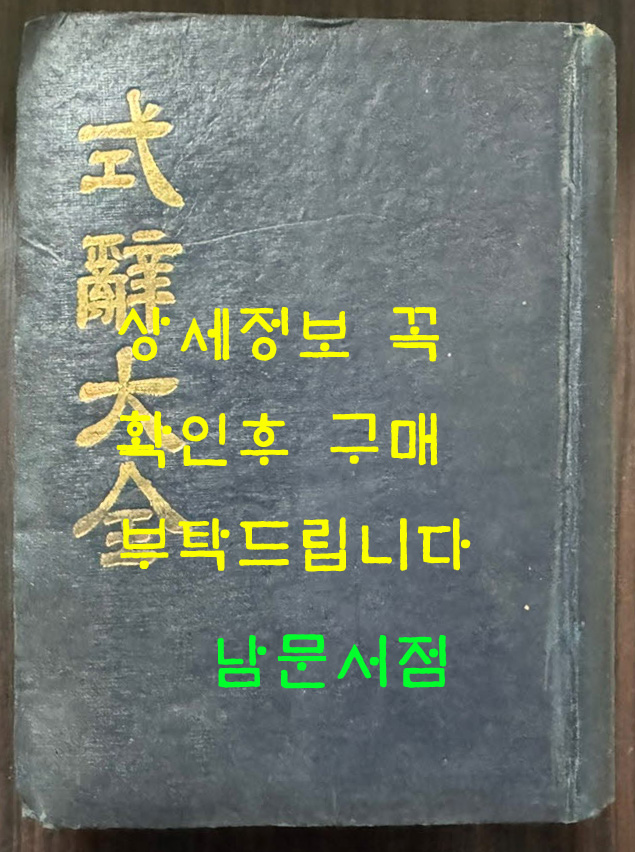 式辭大全
상세정보 꼭
확인후 구매
부탁드립니다
남문서점